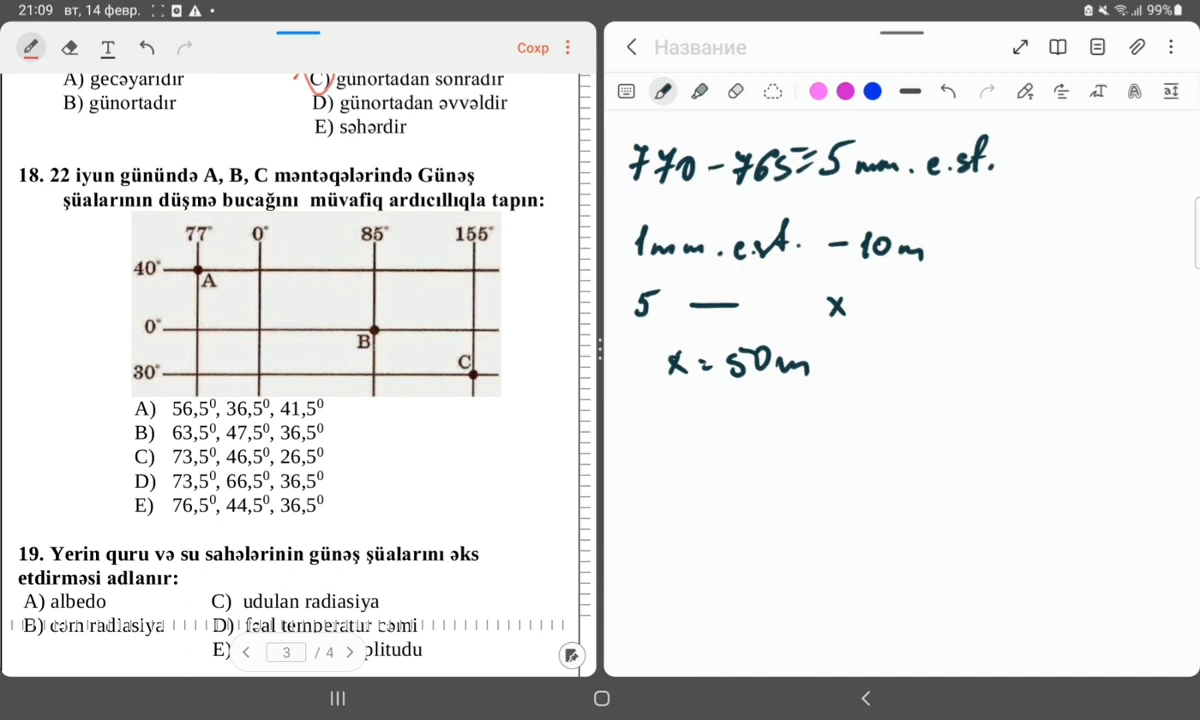 21:09 вт, 14 февр. 99%
Сохр
A) gecəyarıdır
C) günortadan sonradır
B) günortadır
D) günortadan əvvəldir
E) səhərdir
18. 22 iyun günündə A, B, C məntəqələrində Günəş
şüalarının düşmə bucağını müvafiq ardıcıllıqla tapın:
77° 0° 85° 155°
40°
A
0°
B
C
30°
A) 56,5⁰, 36,5⁰, 41,5⁰
B) 63,5⁰, 47,5⁰, 36,5⁰
C) 73,5⁰, 46,5⁰, 26,5⁰
D) 73,5⁰, 66,5⁰, 36,5⁰
E) 76,5⁰, 44,5⁰, 36,5⁰
19. Yerin quru və su sahələrinin günəş şüalarını əks
etdirməsi adlanır:
A) albedo
C) udulan radiasiya
B) cəm radiasiya
D) fəal temperatur cəmi
E) plitudu
3 / 4
Название
770 - 765 = 5 mm. e. st.
1 mm. e. st. - 10 m
5 — x
x = 50 m